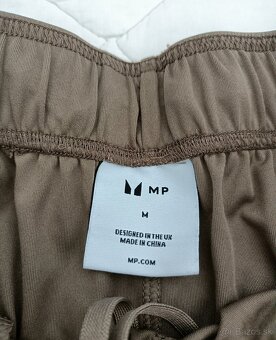 MP
M
DESIGNED IN THE UK
MADE IN CHINA
MP.COM